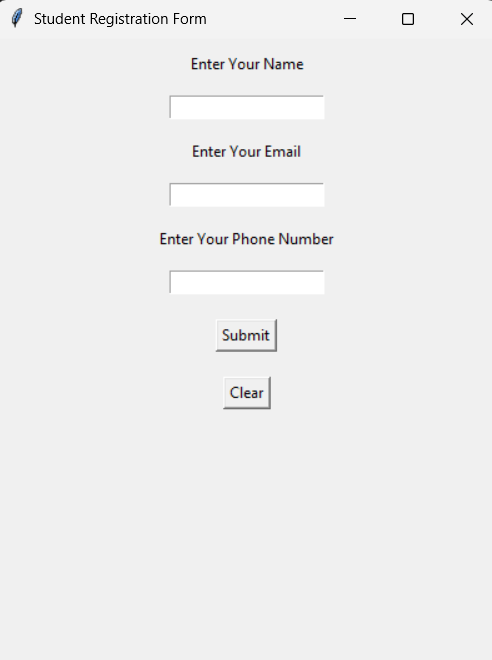 Student Registration Form
Enter Your Name
Enter Your Email
Enter Your Phone Number
Submit
Clear